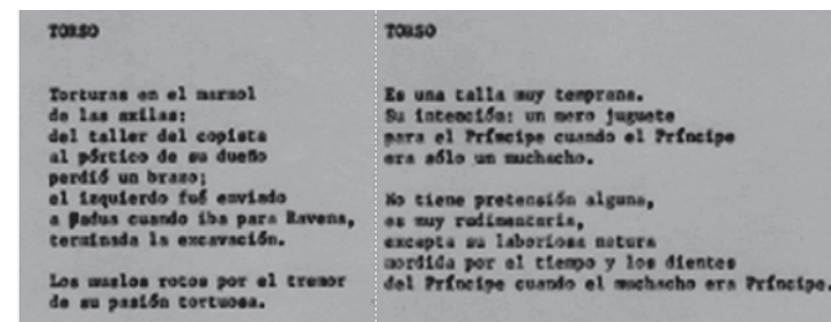 TORSO
Torturas en el marmol
de las axilas:
del taller del copista
al pórtico de su dueño
perdió un brazo;
el izquierdo fué enviado
a Padua cuando iba para Ravena,
terminada la excavación.
Los muslos rotos por el tremor
de su pasión tortuosa.
TORSO
Es una talla muy temprana.
Su intención: un mero juguete
para el Príncipe cuando el Príncipe
era sólo un muchacho.
No tiene pretensión alguna,
es muy rudimentaria,
excepta su laboriosa natura
mordida por el tiempo y los dientes
del Príncipe cuando el muchacho era Príncipe.